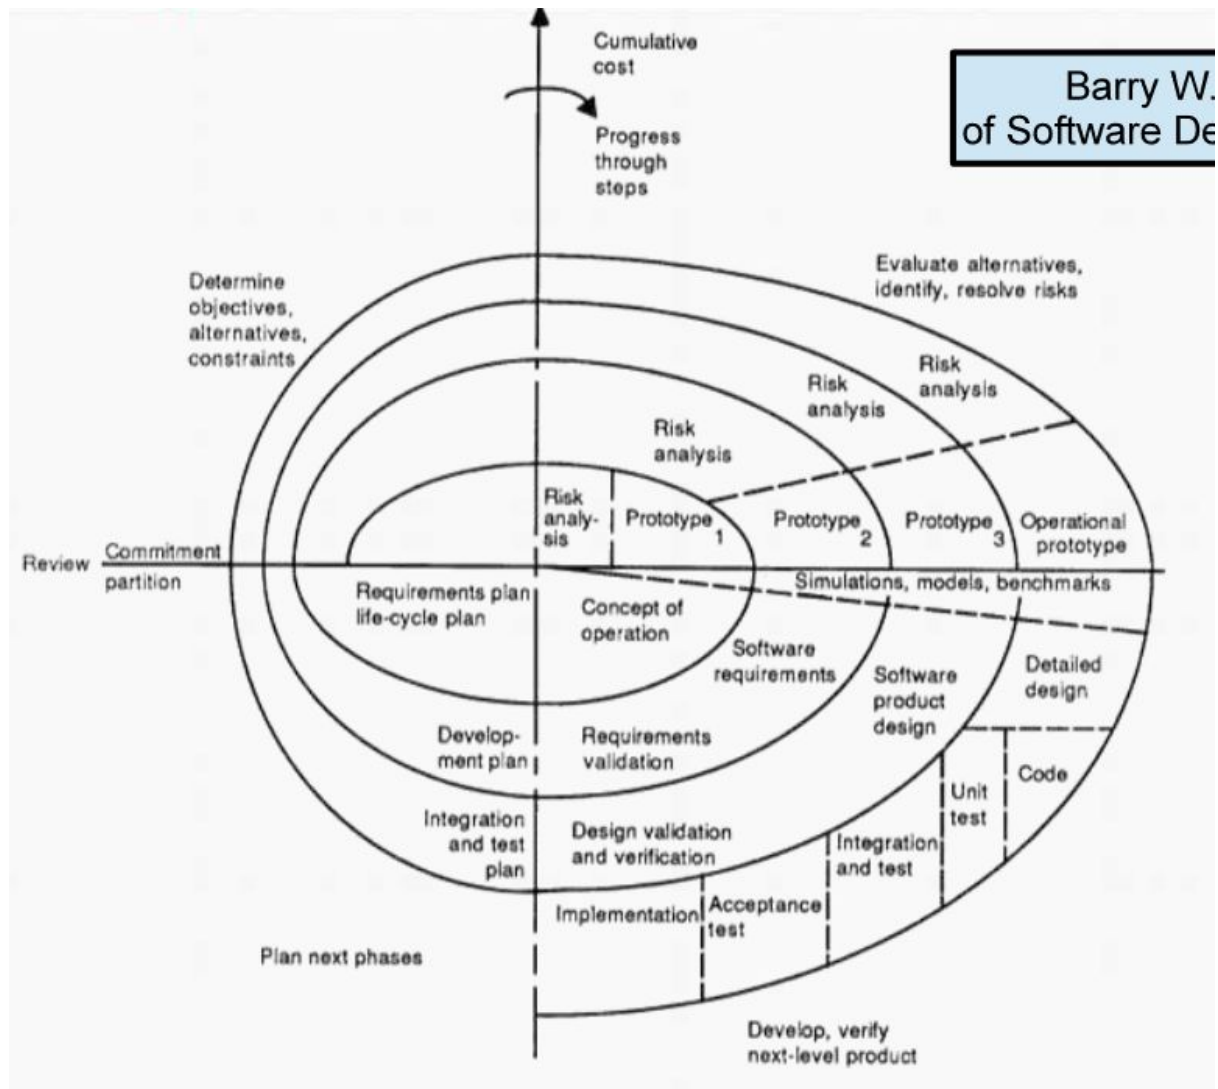 Cumulative
cost
Progress
through
steps
Barry W.
of Software De
Determine
objectives,
alternatives,
constraints
Evaluate alternatives,
identify, resolve risks
Risk
analysis
Risk
analysis
Risk
analysis
Risk
analy-
sis
Prototype 1
Prototype 2
Prototype 3
Operational
prototype
Review
Commitment
partition
Simulations, models, benchmarks
Requirements plan
life-cycle plan
Concept of
operation
Software
requirements
Software
product
design
Detailed
design
Develop-
ment plan
Requirements
validation
Code
Unit
test
Integration
and test
plan
Design validation
and verification
Integration
and test
Acceptance
test
Implementation
Plan next phases
Develop, verify
next-level product